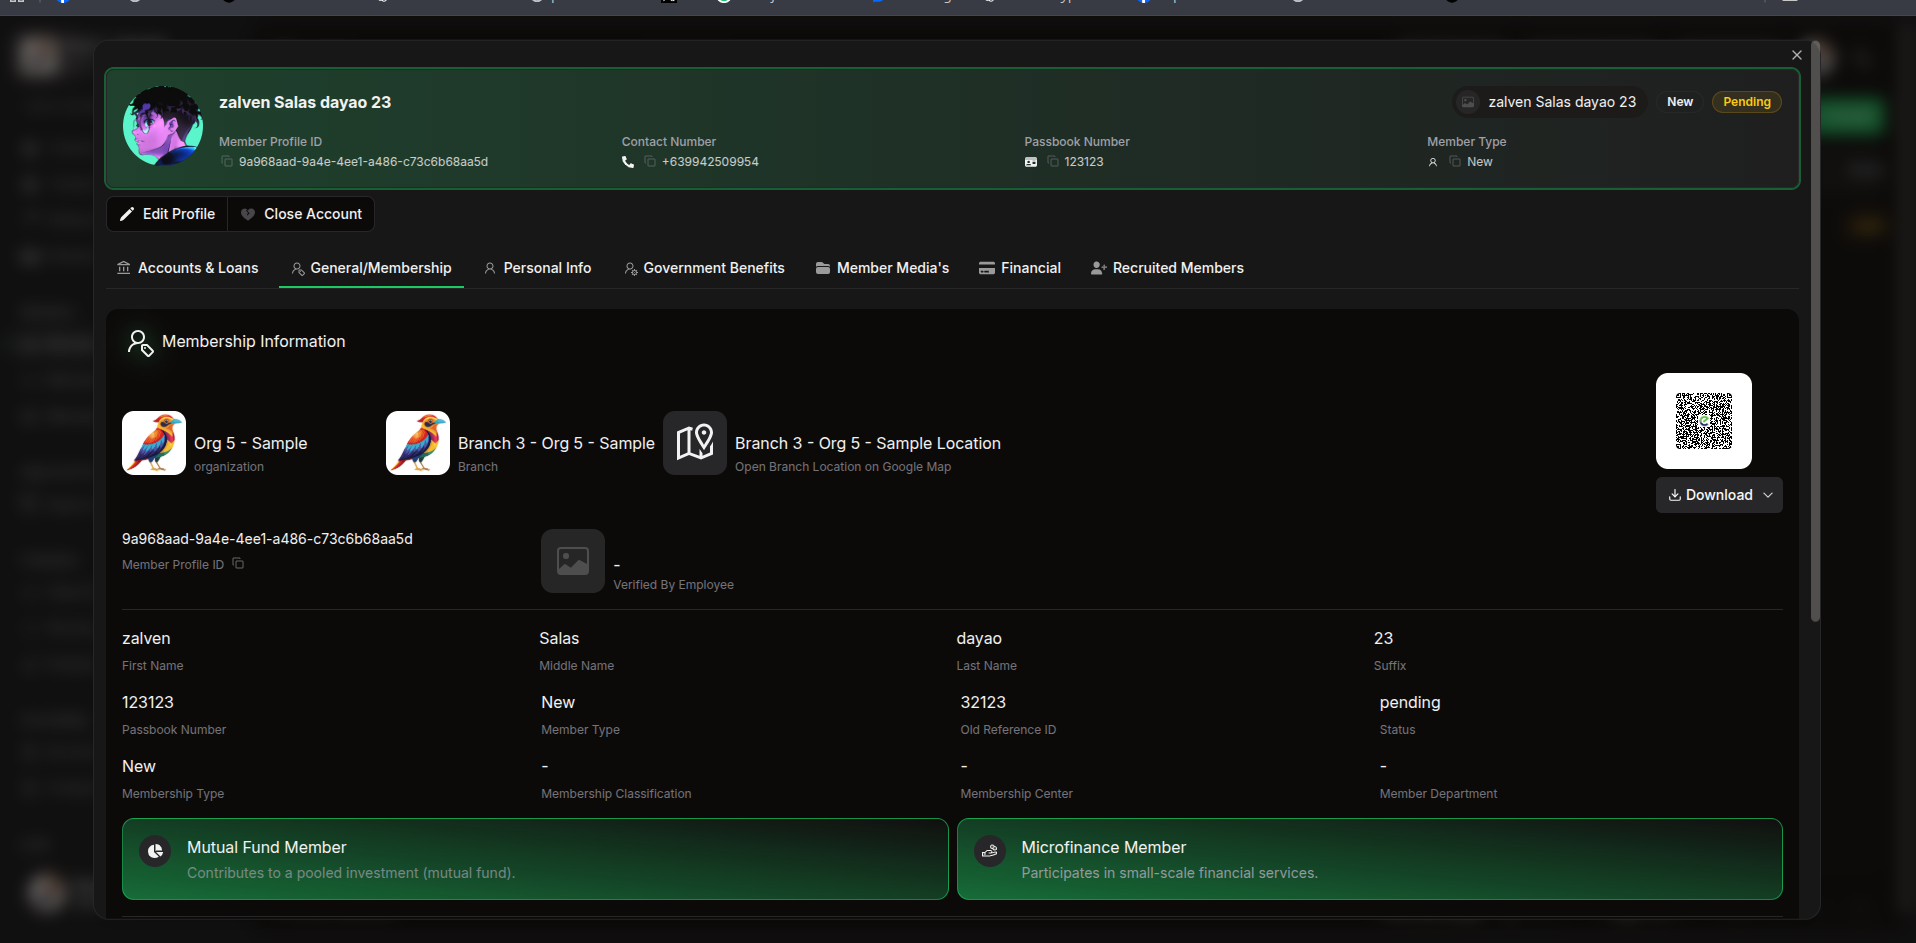 zalven Salas dayao 23
zalven Salas dayao 23 New Pending
Member Profile ID Contact Number Passbook Number Member Type
9a968aad-9a4e-4ee1-a486-c73c6b68aa5d +639942509954 123123 New
Edit Profile Close Account
Accounts & Loans General/Membership Personal Info Government Benefits Member Media's Financial Recruited Members
Membership Information
Org 5 - Sample Branch 3 - Org 5 - Sample Branch 3 - Org 5 - Sample Location
organization Branch Open Branch Location on Google Map
Download
9a968aad-9a4e-4ee1-a486-c73c6b68aa5d
Member Profile ID
-
Verified By Employee
zalven Salas dayao 23
First Name Middle Name Last Name Suffix
123123 New 32123 pending
Passbook Number Member Type Old Reference ID Status
New - - -
Membership Type Membership Classification Membership Center Member Department
Mutual Fund Member Microfinance Member
Contributes to a pooled investment (mutual fund). Participates in small-scale financial services.